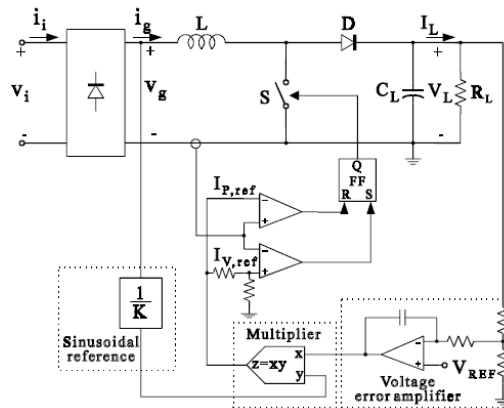 i_i
i_g
L
D
I_L
+
+
+
V_i
V_g
S
C_L
V_L
R_L
-
-
-
Q
FF
R S
I_P,ref
-
+
I_V,ref
-
+
1
K
Sinusoidal
reference
Multiplier
z=xy
x
y
-
+
V_REF
Voltage
error amplifier